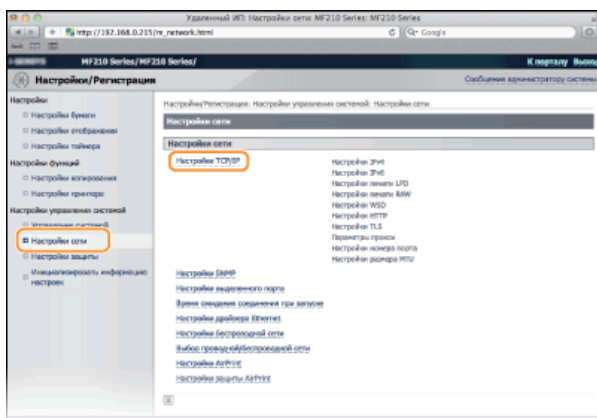 Удаленный ИП: Настройки сети: MF210 Series: MF210 Series
http://192.168.0.215/m_network.html
Google
MF210 Series/MF210 Series/
К порталу
Настройки/Регистрация
Сообщение администратору системы
Настройки
Настройки бумаги
Настройки отображения
Настройки таймера
Настройки функций
Настройки копирования
Настройки принтера
Настройки управления системой
Управление системой
Настройки сети
Настройки защиты
Инициализировать информацию настроек
Настройки/Регистрация: Настройки управления системой: Настройки сети
Настройки сети
Настройки сети
Настройки TCP/IP
Настройки IPv4
Настройки IPv6
Настройки печати LPD
Настройки печати RAW
Настройки WSD
Настройки HTTP
Настройки TLS
Параметры прокси
Настройки номера порта
Настройки размера MTU
Настройки SNMP
Настройки выделенного порта
Время ожидания соединения при запуске
Настройки драйвера Ethernet
Настройки беспроводной сети
Выбор проводной/беспроводной сети
Настройки AirPrint
Настройки защиты AirPrint